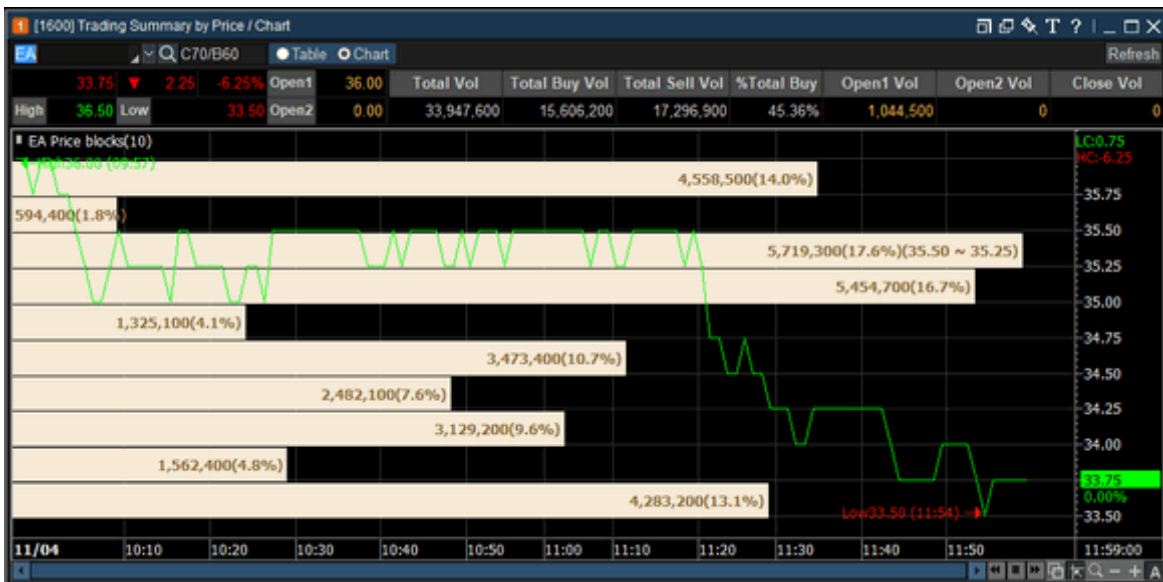 1 [1600] Trading Summary by Price / Chart T ?
EA C70/B60 Table Chart Refresh
33.75 ▼ 2.25 -6.25% Open1 36.00 Total Vol Total Buy Vol Total Sell Vol %Total Buy Open1 Vol Open2 Vol Close Vol
High 36.50 Low 33.50 Open2 0.00 33,947,600 15,606,200 17,296,900 45.36% 1,044,500 0 0
EA Price blocks(10) LC:0.75
36.00 (09:57) HC:-6.25
4,558,500(14.0%) 35.75
594,400(1.8%)
35.50
5,719,300(17.6%)(35.50 ~ 35.25)
35.25
5,454,700(16.7%)
35.00
1,325,100(4.1%)
34.75
3,473,400(10.7%)
34.50
2,482,100(7.6%)
34.25
3,129,200(9.6%)
34.00
1,562,400(4.8%)
33.75
4,283,200(13.1%) 0.00%
Low33.50 (11:54) 33.50
11/04 10:10 10:20 10:30 10:40 10:50 11:00 11:10 11:20 11:30 11:40 11:50 11:59:00
A